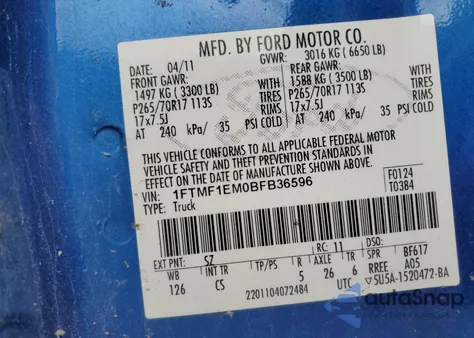 MFD. BY FORD MOTOR CO.
DATE: 04/11 GVWR: 3016 KG (6650 LB)
FRONT GAWR: REAR GAWR:
1497 KG (3300 LB) WITH 1588 KG (3500 LB) WITH
P265/70R17 113S TIRES P265/70R17 113S TIRES
17x7.5J RIMS 17x7.5J RIMS
AT 240 kPa/ 35 PSI COLD AT 240 kPa/ 35 PSI COLD
THIS VEHICLE CONFORMS TO ALL APPLICABLE FEDERAL MOTOR
VEHICLE SAFETY AND THEFT PREVENTION STANDARDS IN
EFFECT ON THE DATE OF MANUFACTURE SHOWN ABOVE.
VIN: 1FTMF1EM0BFB36596 F0124
TYPE: Truck T0384
EXT PNT: SZ RC: 11 DSO:
WB INT TR TP/PS R AXLE TR SPR BF617
126 CS 5 26 6 RREE A05
2201104072484 UTC 5U5A-1520472-BA
autoSnap
Ford